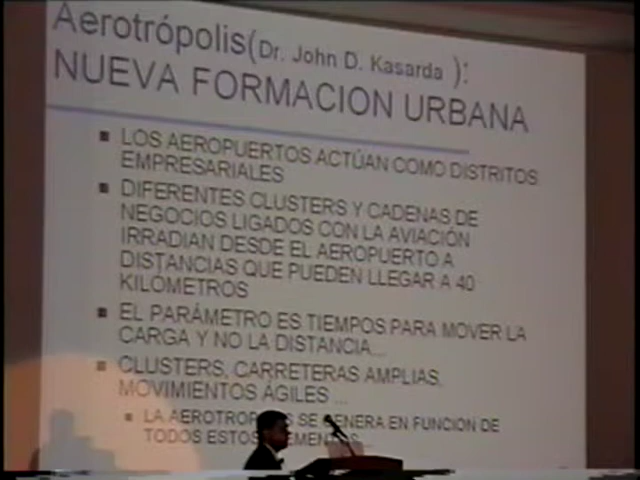 Aerotrópolis(Dr. John D. Kasarda ):
NUEVA FORMACION URBANA
LOS AEROPUERTOS ACTÚAN COMO DISTRITOS
EMPRESARIALES
DIFERENTES CLUSTERS Y CADENAS DE
NEGOCIOS LIGADOS CON LA AVIACIÓN
IRRADIAN DESDE EL AEROPUERTO A
DISTANCIAS QUE PUEDEN LLEGAR A 40
KILÓMETROS
EL PARÁMETRO ES TIEMPOS PARA MOVER LA
CARGA Y NO LA DISTANCIA...
CLUSTERS, CARRETERAS AMPLIAS,
MOVIMIENTOS ÁGILES ...
LA SE EN FUNCION DE
TODOS ESTOS